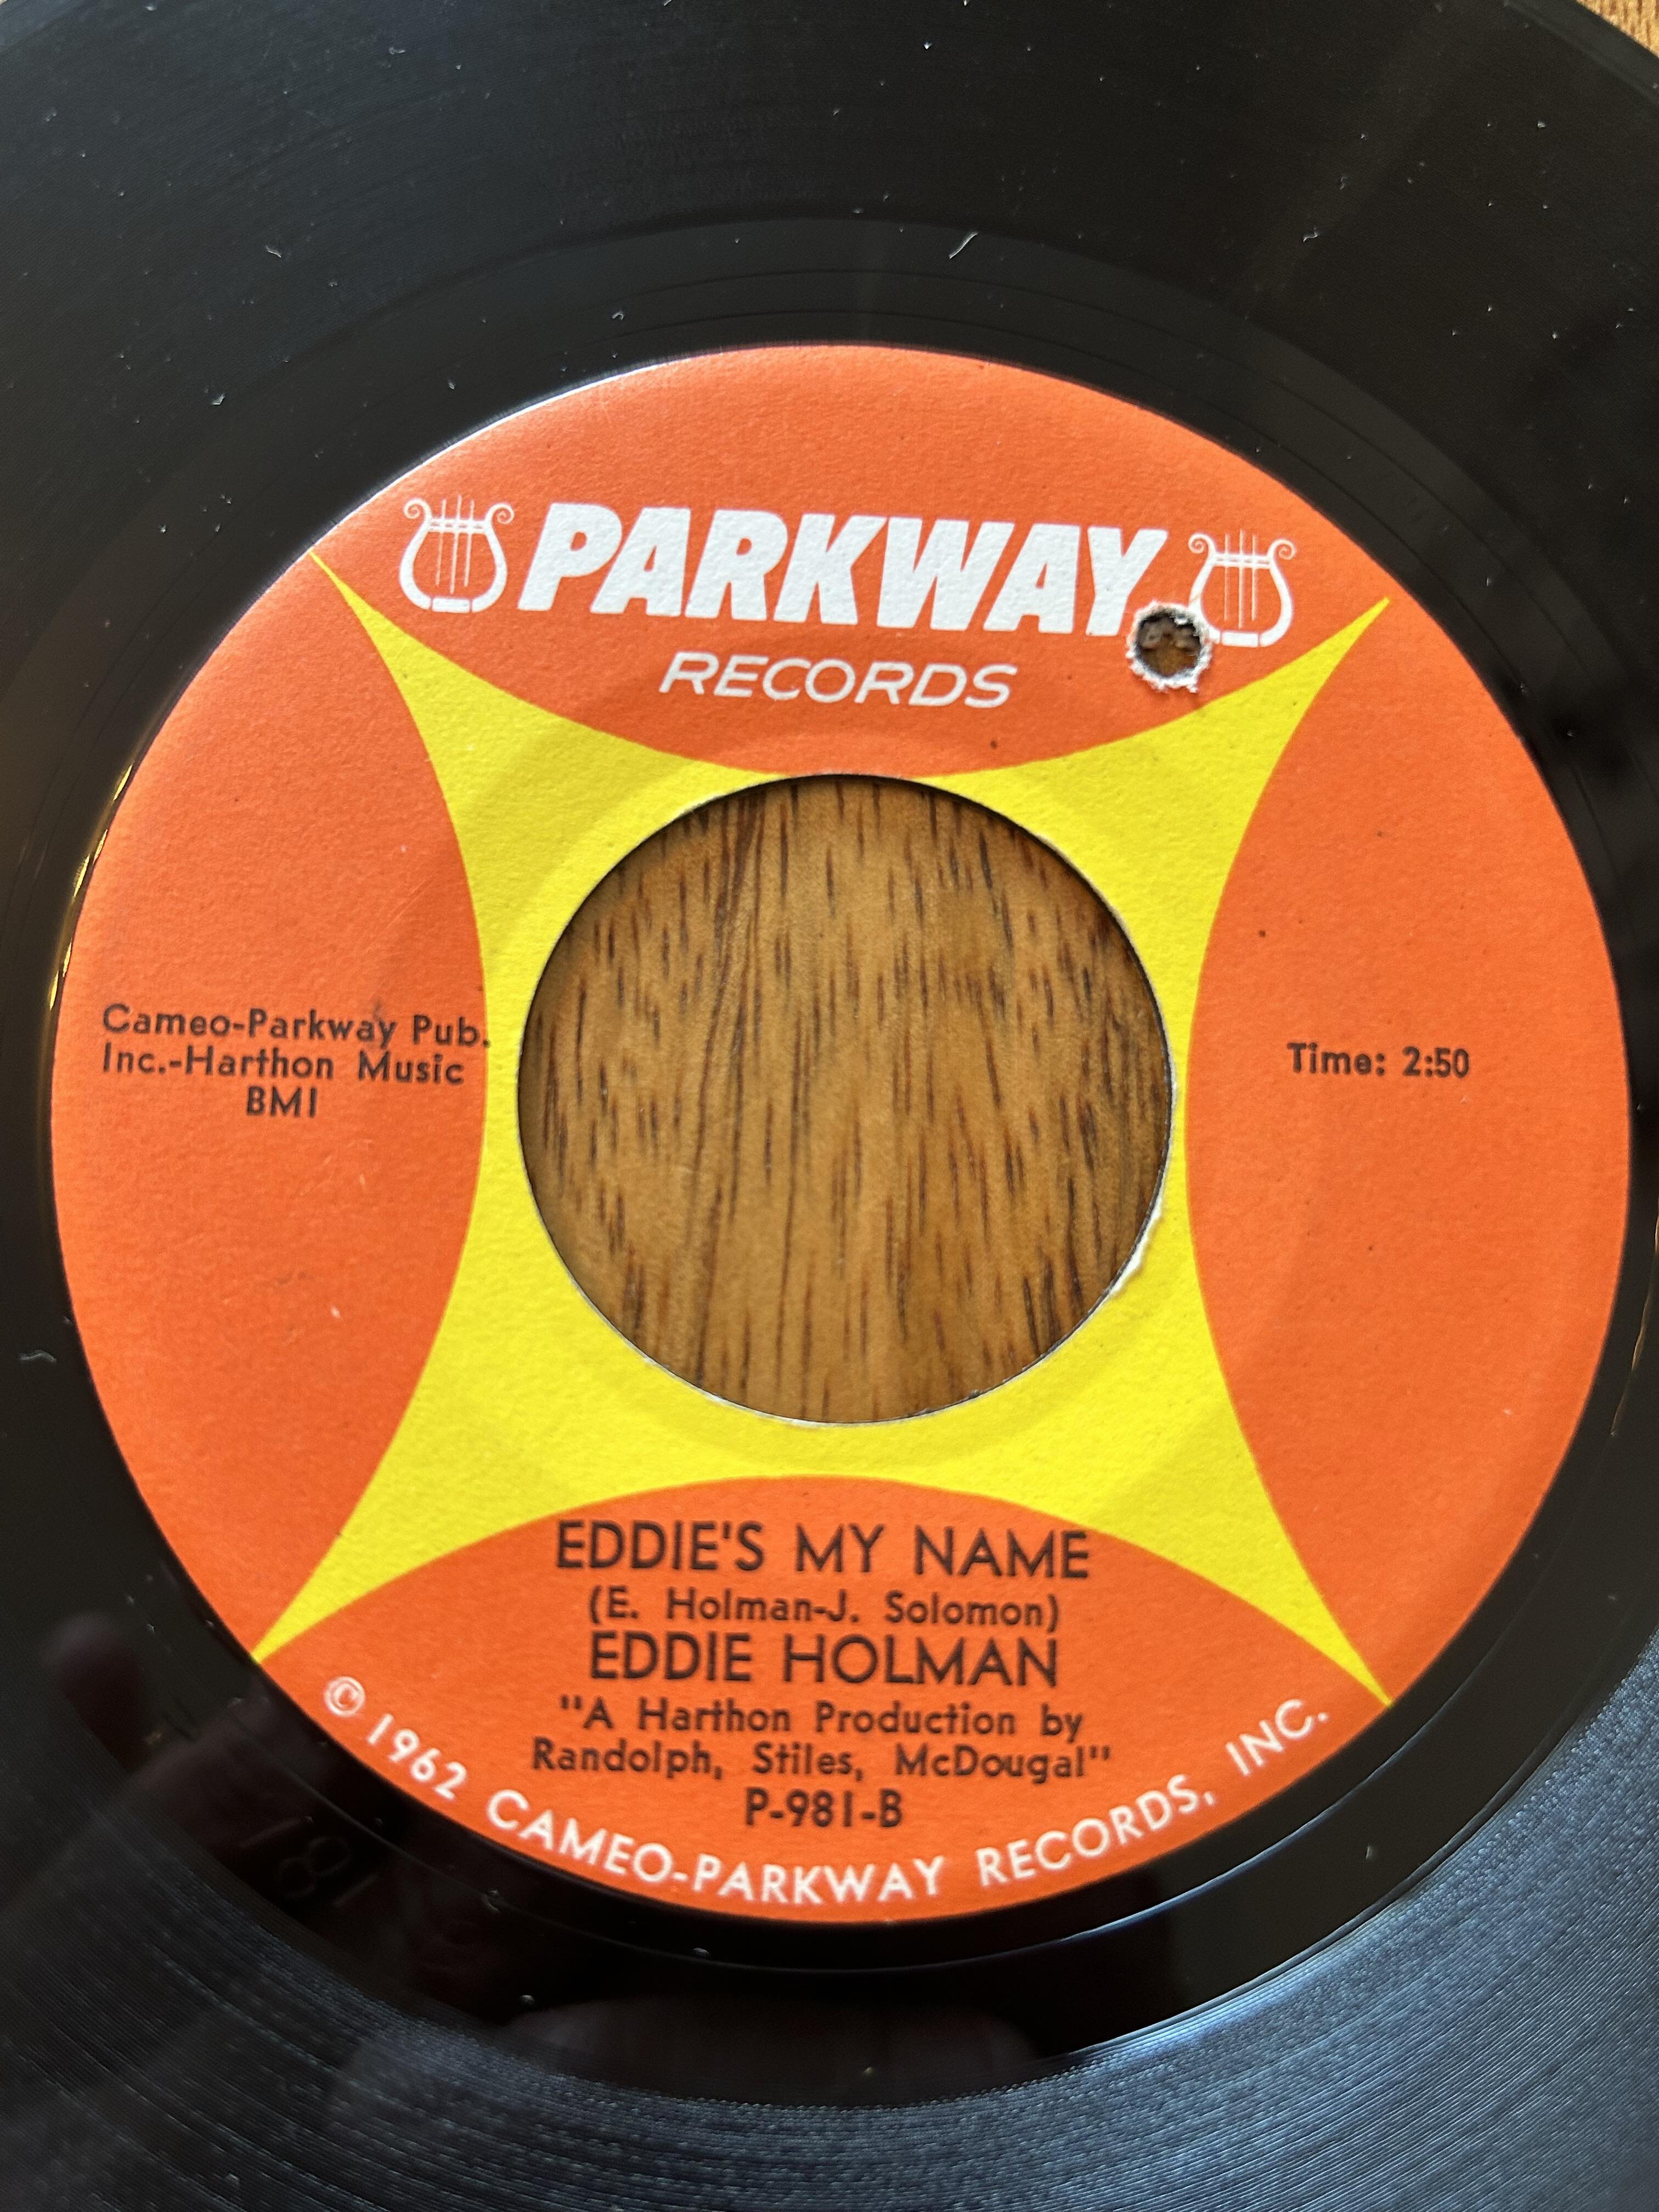 PARKWAY
RECORDS
Cameo-Parkway Pub.
Inc.-Harthon Music
BMI
Time: 2:50
EDDIE'S MY NAME
(E. Holman-J. Solomon)
EDDIE HOLMAN
"A Harthon Production by
Randolph, Stiles, McDougal"
P-981-B
© 1962 CAMEO-PARKWAY RECORDS, INC.